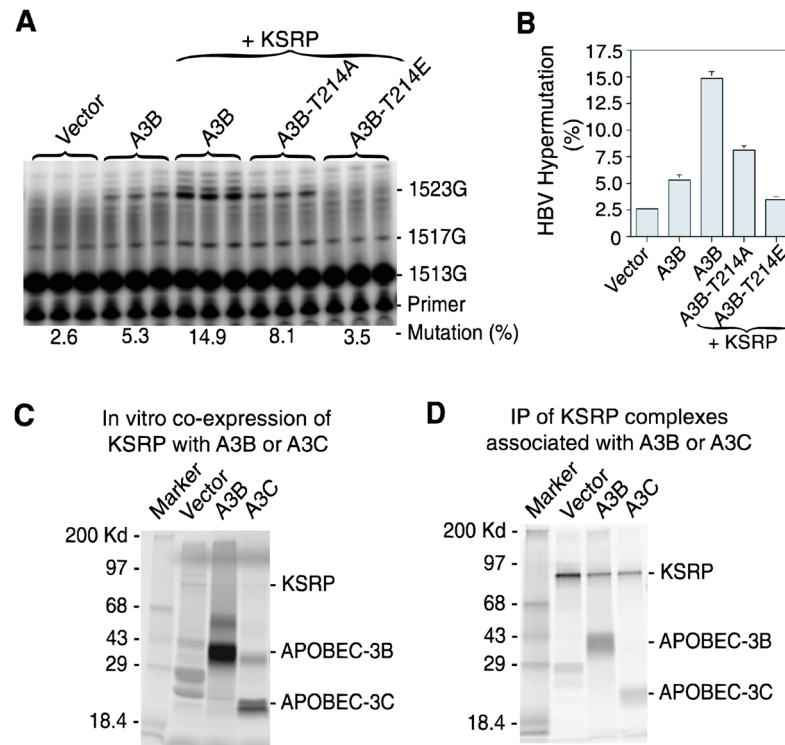 A
+ KSRP
Vector
A3B
A3B
A3B-T214A
A3B-T214E
1523G
1517G
1513G
Primer
2.6 5.3 14.9 8.1 3.5 - Mutation (%)
B
HBV Hypermutation
(%)
17.5
15.0
12.5
10.0
7.5
5.0
2.5
0
Vector
A3B
A3B
A3B-T214A
A3B-T214E
+ KSRP
C
In vitro co-expression of
KSRP with A3B or A3C
Marker
Vector
A3B
A3C
200 Kd -
97 -
68 -
43 -
29 -
18.4 -
- KSRP
- APOBEC-3B
- APOBEC-3C
D
IP of KSRP complexes
associated with A3B or A3C
Marker
Vector
A3B
A3C
200 Kd -
97 -
68 -
43 -
29 -
18.4 -
- KSRP
- APOBEC-3B
- APOBEC-3C